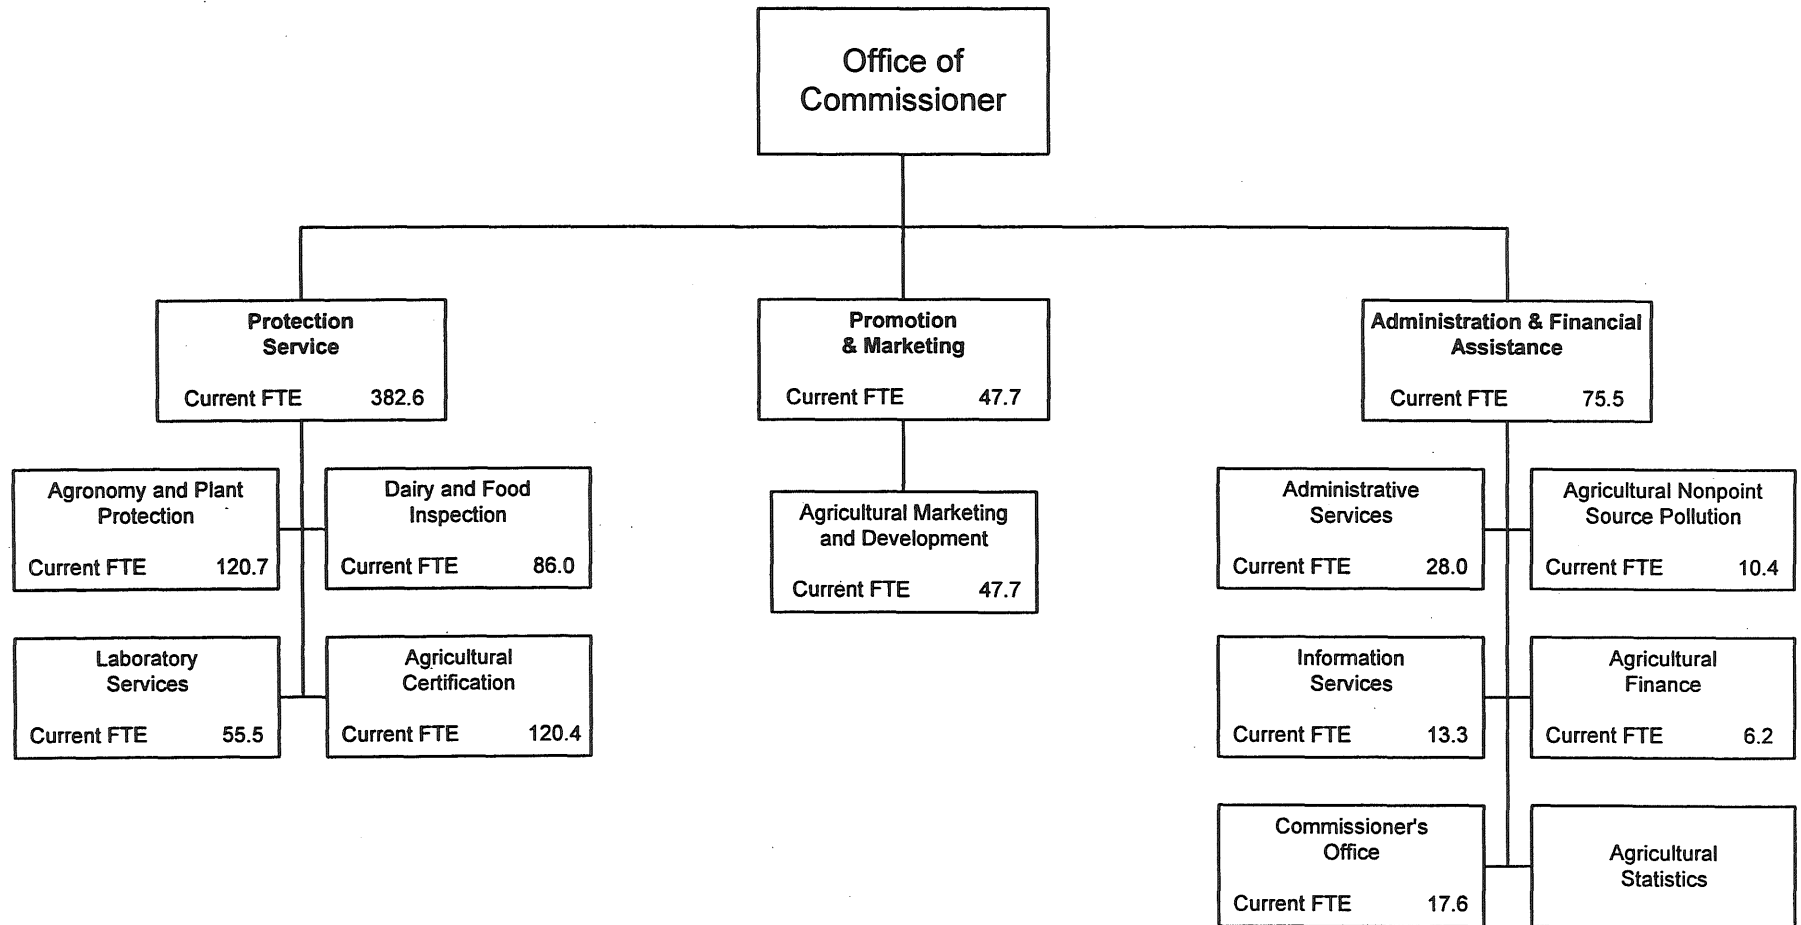 Office of
Commissioner
Protection
Service
Current FTE 382.6
Promotion
& Marketing
Current FTE 47.7
Administration & Financial
Assistance
Current FTE 75.5
Agronomy and Plant
Protection
Current FTE 120.7
Dairy and Food
Inspection
Current FTE 86.0
Agricultural Marketing
and Development
Current FTE 47.7
Administrative
Services
Current FTE 28.0
Agricultural Nonpoint
Source Pollution
Current FTE 10.4
Laboratory
Services
Current FTE 55.5
Agricultural
Certification
Current FTE 120.4
Information
Services
Current FTE 13.3
Agricultural
Finance
Current FTE 6.2
Commissioner's
Office
Current FTE 17.6
Agricultural
Statistics